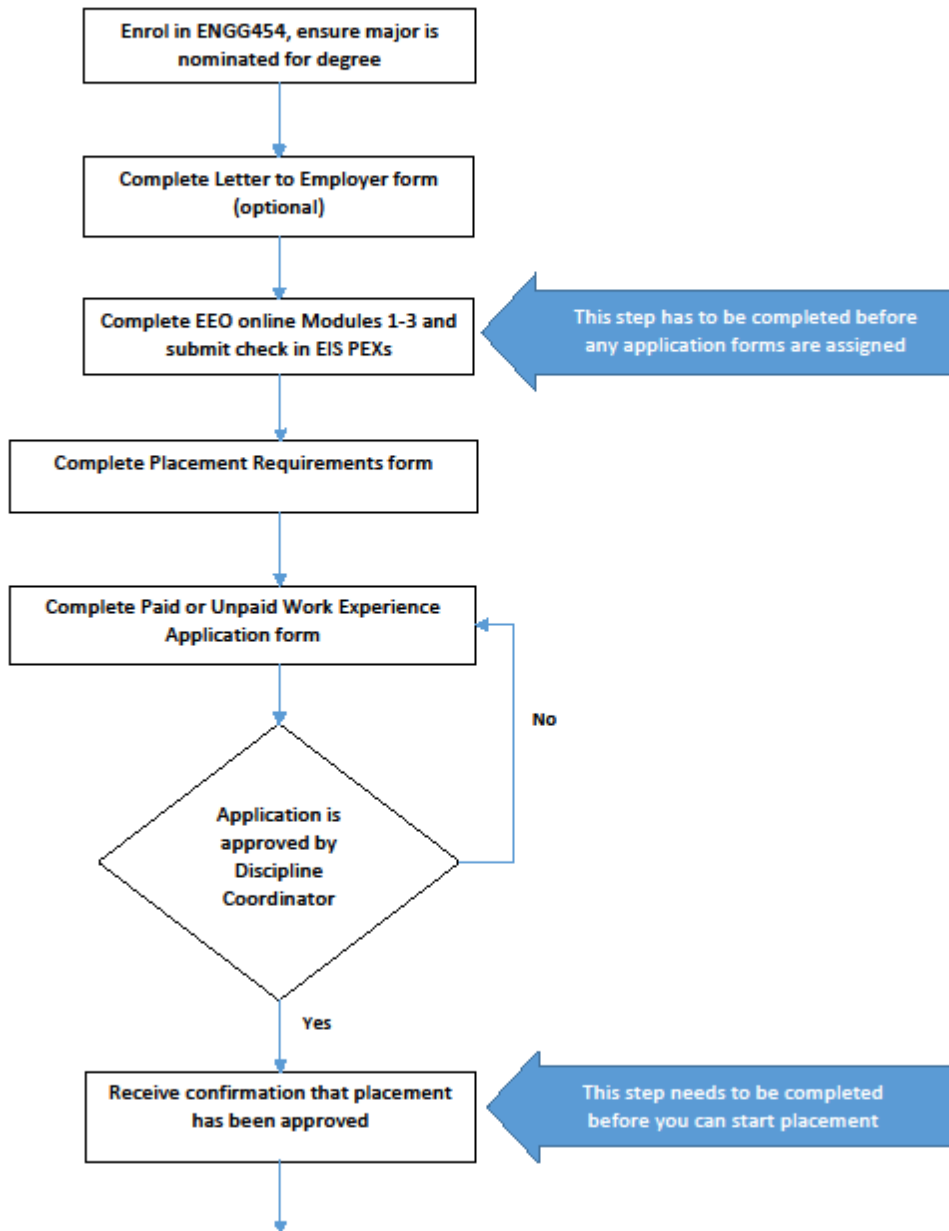 Enrol in ENGG454, ensure major is
nominated for degree
Complete Letter to Employer form
(optional)
Complete EEO online Modules 1-3 and
submit check in EIS PEXs
This step has to be completed before
any application forms are assigned
Complete Placement Requirements form
Complete Paid or Unpaid Work Experience
Application form
No
Application is
approved by
Discipline
Coordinator
Yes
Receive confirmation that placement
has been approved
This step needs to be completed
before you can start placement